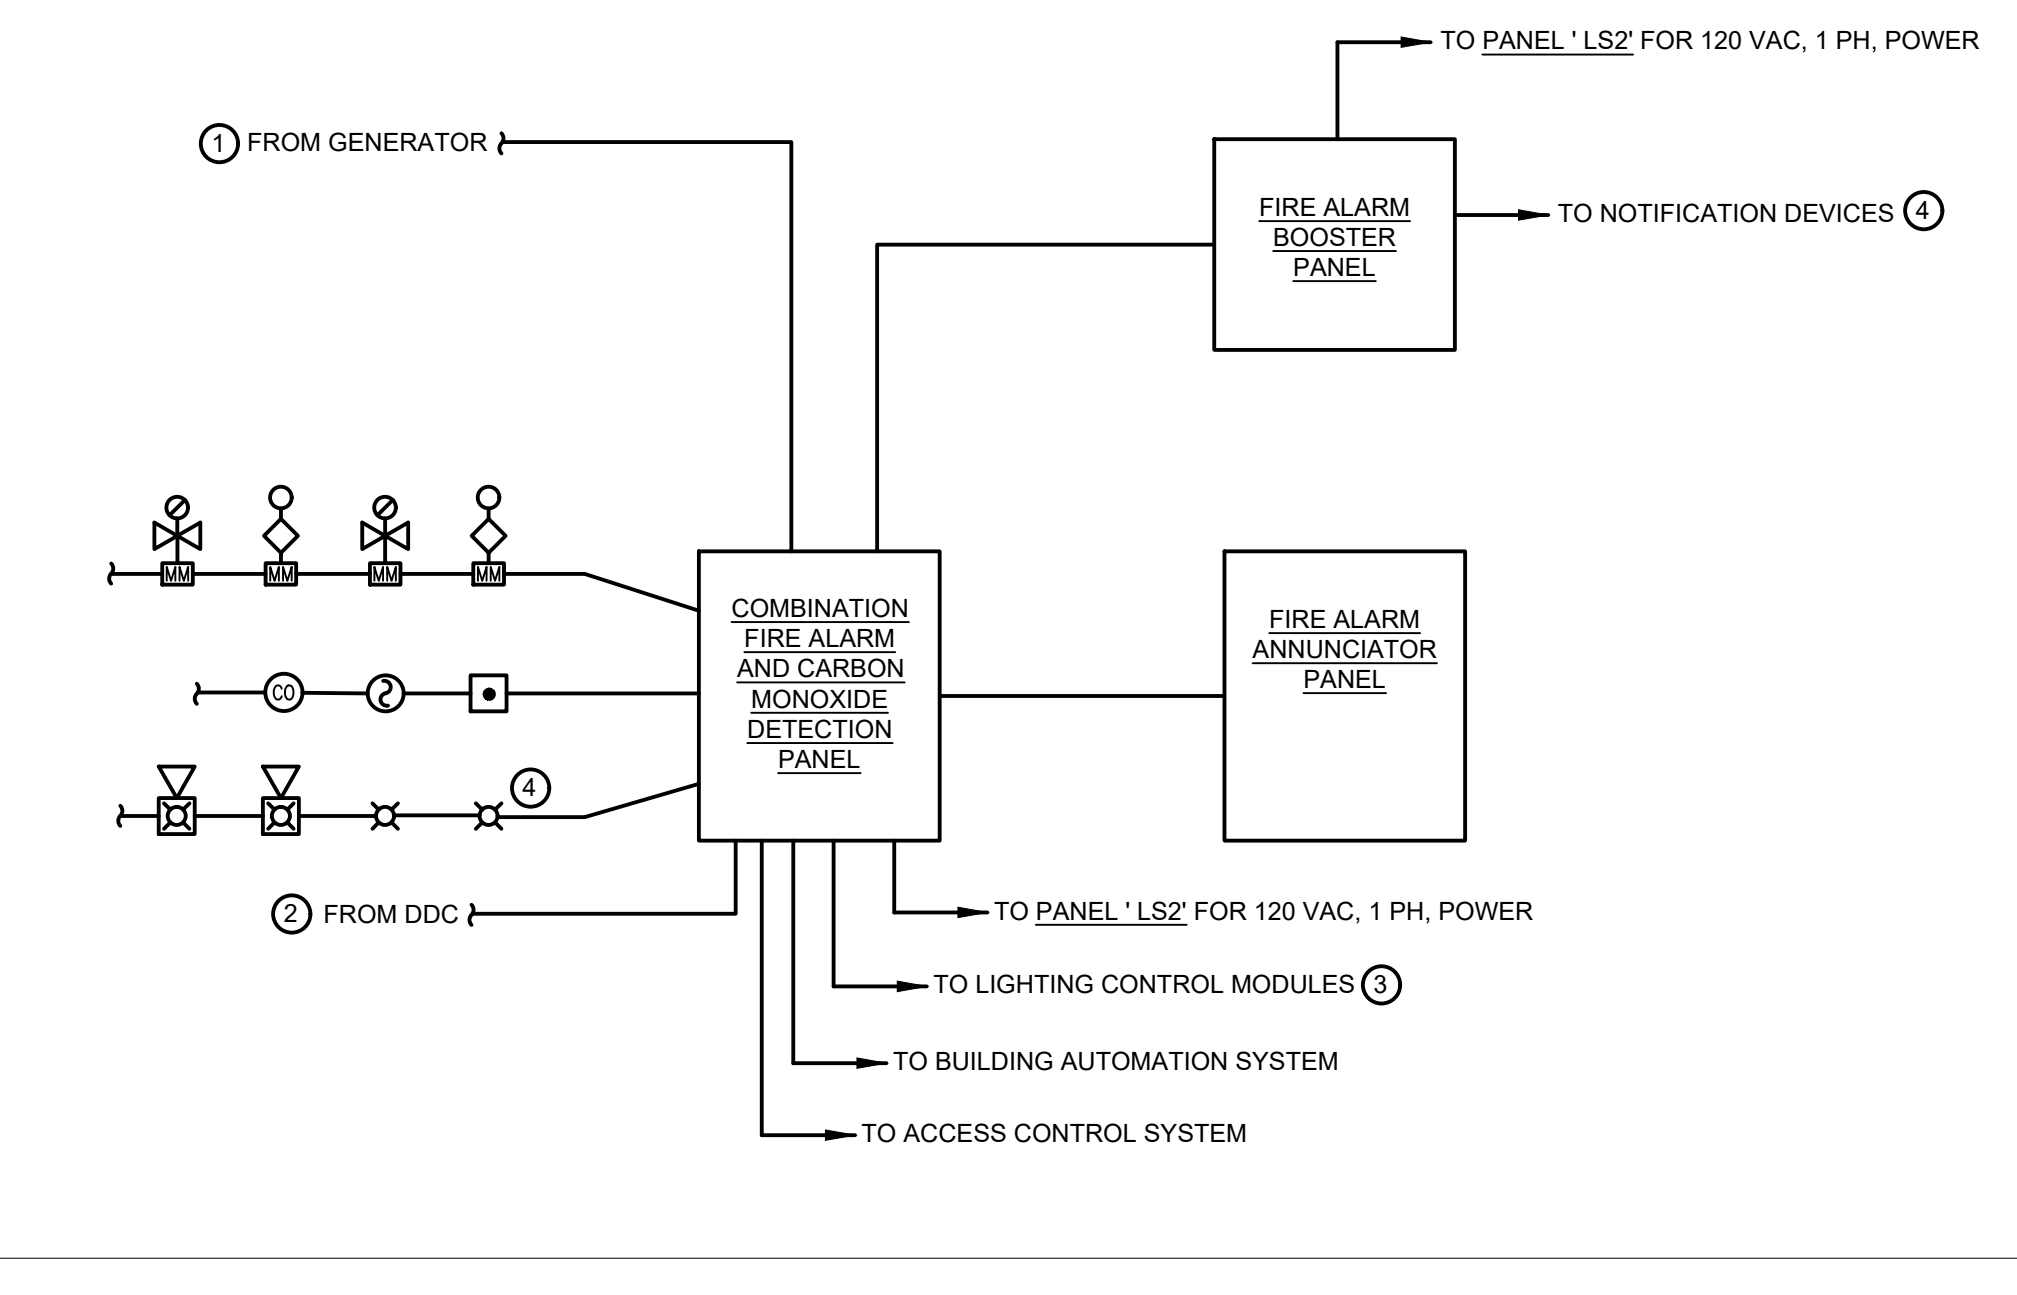 TO PANEL ' LS2' FOR 120 VAC, 1 PH, POWER
1 FROM GENERATOR
FIRE ALARM
BOOSTER
PANEL
TO NOTIFICATION DEVICES 4
MM MM MM MM
COMBINATION
FIRE ALARM
AND CARBON
MONOXIDE
DETECTION
PANEL
FIRE ALARM
ANNUNCIATOR
PANEL
CO
4
2 FROM DDC
TO PANEL ' LS2' FOR 120 VAC, 1 PH, POWER
TO LIGHTING CONTROL MODULES 3
TO BUILDING AUTOMATION SYSTEM
TO ACCESS CONTROL SYSTEM